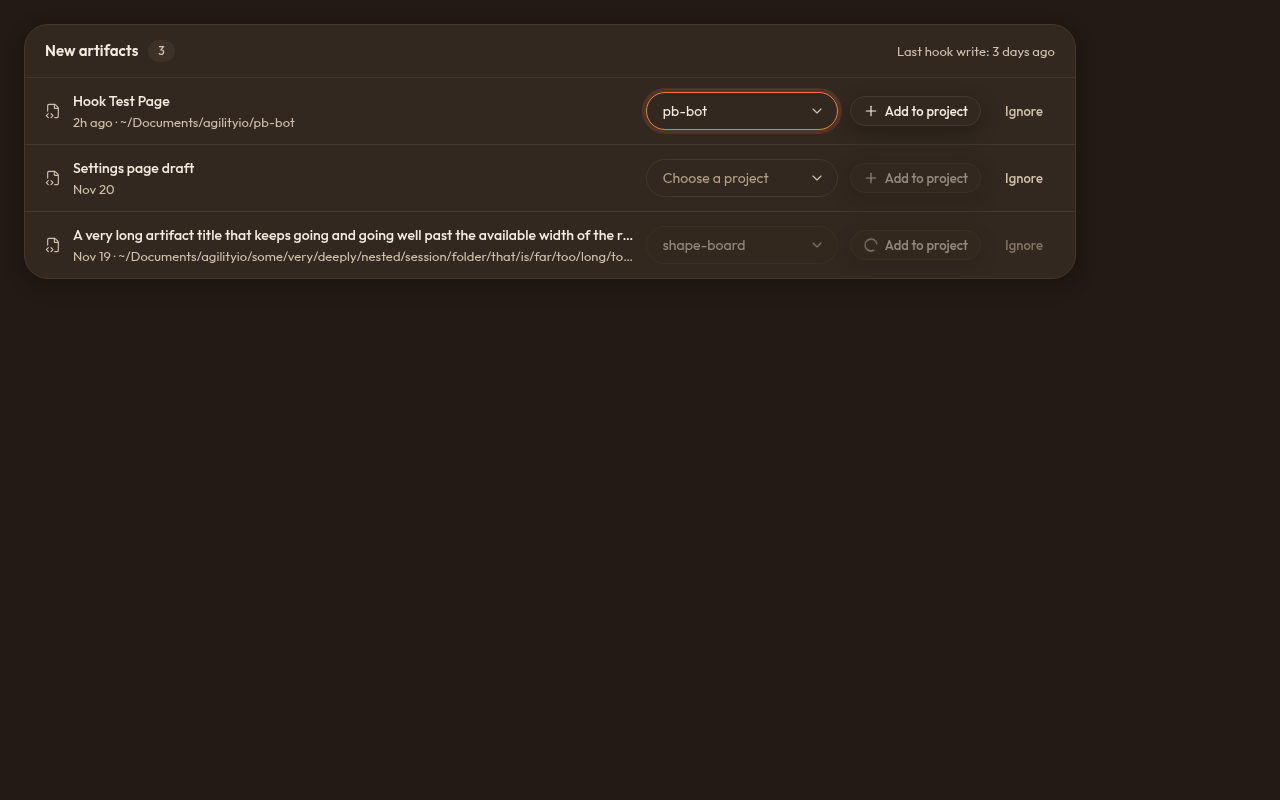 New artifacts 3 Last hook write: 3 days ago
Hook Test Page
2h ago · ~/Documents/agilityio/pb-bot
pb-bot Add to project Ignore
Settings page draft
Nov 20
Choose a project Add to project Ignore
A very long artifact title that keeps going and going well past the available width of the r...
Nov 19 · ~/Documents/agilityio/some/very/deeply/nested/session/folder/that/is/far/too/long/to...
shape-board Add to project Ignore